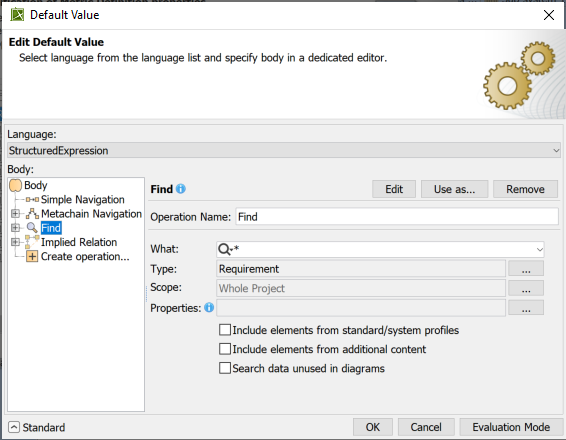 Default Value
Edit Default Value
Select language from the language list and specify body in a dedicated editor.
Language:
StructuredExpression
Body:
Body
Simple Navigation
Metachain Navigation
Find
Implied Relation
Create operation...
Find
Edit
Use as...
Remove
Operation Name: Find
What: *
Type: Requirement ...
Scope: Whole Project ...
Properties: ...
Include elements from standard/system profiles
Include elements from additional content
Search data unused in diagrams
Standard
OK
Cancel
Evaluation Mode